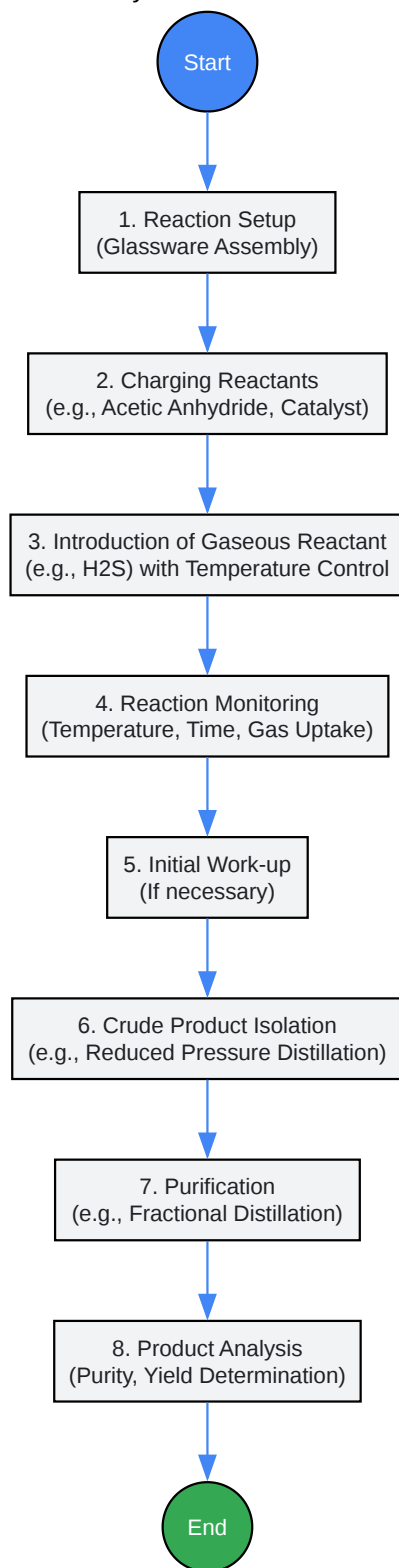 Start
1. Reaction Setup
(Glassware Assembly)
2. Charging Reactants
(e.g., Acetic Anhydride, Catalyst)
3. Introduction of Gaseous Reactant
(e.g., H2S) with Temperature Control
4. Reaction Monitoring
(Temperature, Time, Gas Uptake)
5. Initial Work-up
(If necessary)
6. Crude Product Isolation
(e.g., Reduced Pressure Distillation)
7. Purification
(e.g., Fractional Distillation)
8. Product Analysis
(Purity, Yield Determination)
End